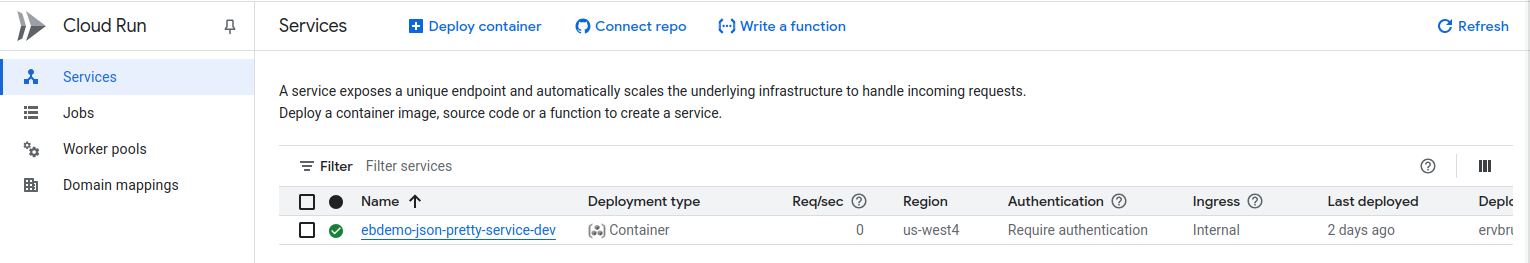 Cloud Run
Services
Deploy container
Connect repo
Write a function
Refresh
Services
Jobs
Worker pools
Domain mappings
A service exposes a unique endpoint and automatically scales the underlying infrastructure to handle incoming requests.
Deploy a container image, source code or a function to create a service.
Filter Filter services
Name Deployment type Req/sec Region Authentication Ingress Last deployed
ebdemo-json-pretty-service-dev Container 0 us-west4 Require authentication Internal 2 days ago